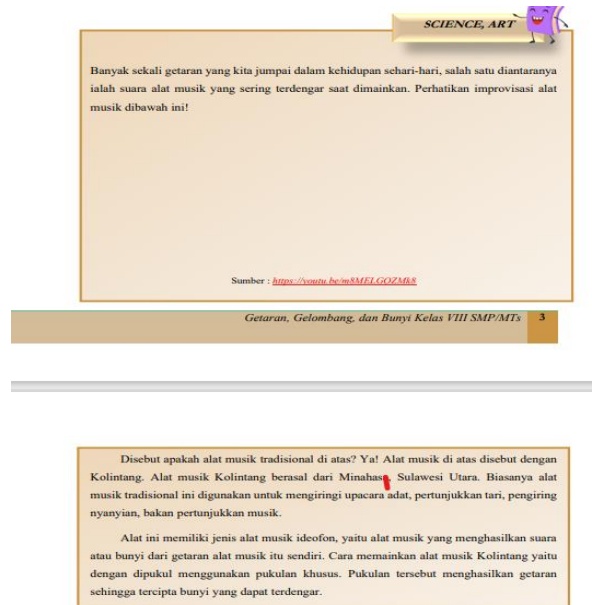 SCIENCE, ART
Banyak sekali getaran yang kita jumpai dalam kehidupan sehari-hari, salah satu diantaranya
ialah suara alat musik yang sering terdengar saat dimainkan. Perhatikan improvisasi alat
musik dibawah ini!
Sumber : https://youtu.be/m8MELGOZMk8
Getaran, Gelombang, dan Bunyi Kelas VIII SMP/MTs 3
Disebut apakah alat musik tradisional di atas? Ya! Alat musik di atas disebut dengan
Kolintang. Alat musik Kolintang berasal dari Minahasa, Sulawesi Utara. Biasanya alat
musik tradisional ini digunakan untuk mengiringi upacara adat, pertunjukkan tari, pengiring
nyanyian, bakan pertunjukkan musik.
Alat ini memiliki jenis alat musik ideofon, yaitu alat musik yang menghasilkan suara
atau bunyi dari getaran alat musik itu sendiri. Cara memainkan alat musik Kolintang yaitu
dengan dipukul menggunakan pukulan khusus. Pukulan tersebut menghasilkan getaran
sehingga tercipta bunyi yang dapat terdengar.